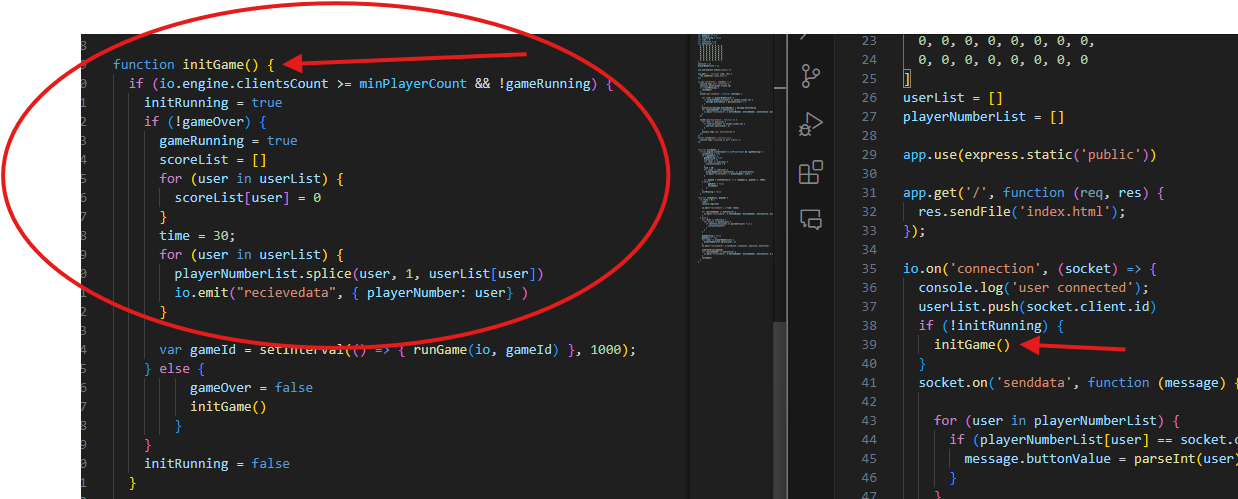 8
function initGame() {
0
if (io.engine.clientsCount >= minPlayerCount && !gameRunning) {
1
initRunning = true
2
if (!gameOver) {
3
gameRunning = true
4
scoreList = []
5
for (user in userList) {
6
scoreList[user] = 0
7
}
8
time = 30;
9
for (user in userList) {
0
playerNumberList.splice(user, 1, userList[user])
1
io.emit("recievedata", { playerNumber: user} )
2
}
3
4
var gameId = setInterval(() => { runGame(io, gameId) }, 1000);
5
} else {
6
gameOver = false
7
initGame()
8
}
9
}
0
initRunning = false
1
}
23 0, 0, 0, 0, 0, 0, 0, 0,
24 0, 0, 0, 0, 0, 0, 0, 0
25 ]
26 userList = []
27 playerNumberList = []
28
29 app.use(express.static('public'))
30
31 app.get('/', function (req, res) {
32 res.sendFile('index.html');
33 });
34
35 io.on('connection', (socket) => {
36 console.log('user connected');
37 userList.push(socket.client.id)
38 if (!initRunning) {
39 initGame()
40 }
41 socket.on('senddata', function (message) {
42
43 for (user in playerNumberList) {
44 if (playerNumberList[user] == socket.c
45 message.buttonValue = parseInt(user)
46 }
47 }